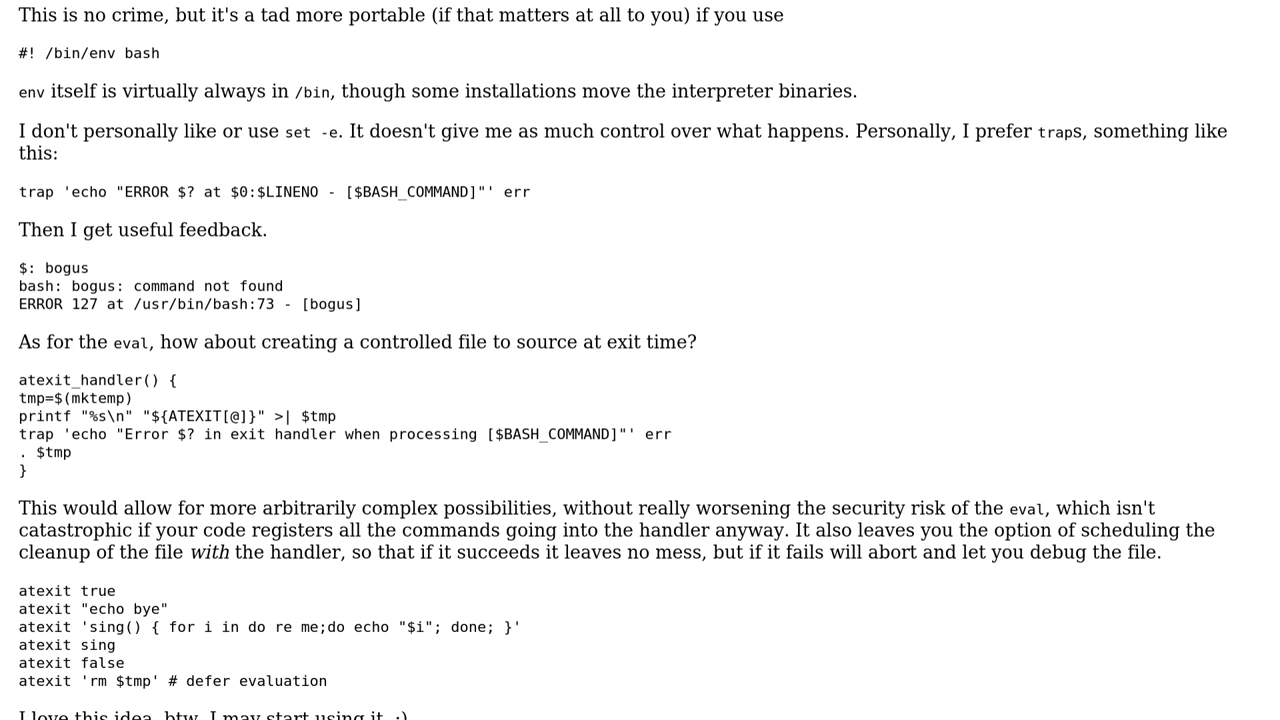 This is no crime, but it's a tad more portable (if that matters at all to you) if you use
#! /bin/env bash
env itself is virtually always in /bin, though some installations move the interpreter binaries.
I don't personally like or use set -e. It doesn't give me as much control over what happens. Personally, I prefer traps, something like
this:
trap 'echo "ERROR $? at $0:$LINENO - [$BASH_COMMAND]"' err
Then I get useful feedback.
$: bogus
bash: bogus: command not found
ERROR 127 at /usr/bin/bash:73 - [bogus]
As for the eval, how about creating a controlled file to source at exit time?
atexit_handler() {
tmp=$(mktemp)
printf "%s\n" "${ATEXIT[@]}" >| $tmp
trap 'echo "Error $? in exit handler when processing [$BASH_COMMAND]"' err
. $tmp
}
This would allow for more arbitrarily complex possibilities, without really worsening the security risk of the eval, which isn't
catastrophic if your code registers all the commands going into the handler anyway. It also leaves you the option of scheduling the
cleanup of the file with the handler, so that if it succeeds it leaves no mess, but if it fails will abort and let you debug the file.
atexit true
atexit "echo bye"
atexit 'sing() { for i in do re me;do echo "$i"; done; }'
atexit sing
atexit false
atexit 'rm $tmp' # defer evaluation
I love this idea, btw. I may start using it. :)